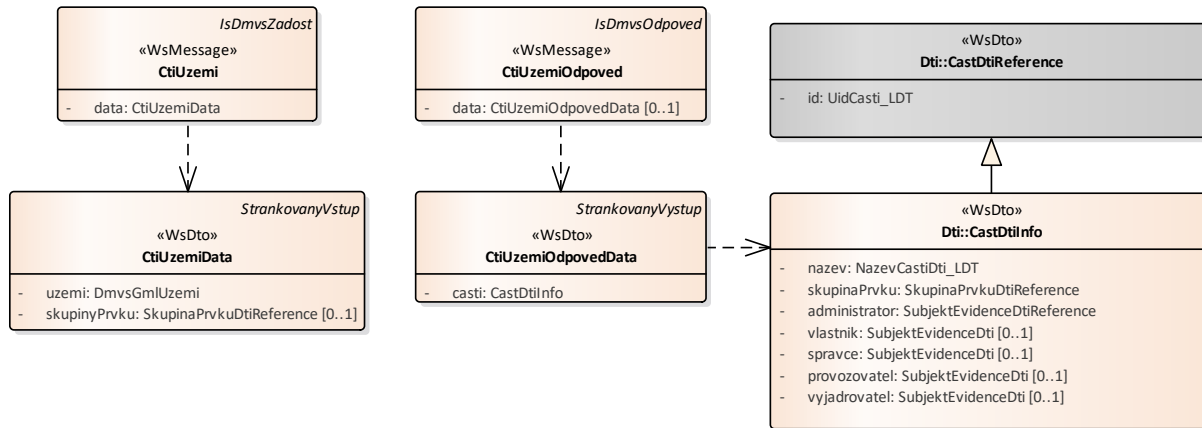 IsDmvsZadost
«WsMessage»
CtiUzemi
- data: CtiUzemiData
IsDmvsOdpoved
«WsMessage»
CtiUzemiOdpoved
- data: CtiUzemiOdpovedData [0..1]
«WsDto»
Dti::CastDtiReference
- id: UidCasti_LDT
StrankovanyVstup
«WsDto»
CtiUzemiData
- uzemi: DmvsGmlUzemi
- skupinyPrvku: SkupinaPrvkuDtiReference [0..1]
StrankovanyVystup
«WsDto»
CtiUzemiOdpovedData
- casti: CastDtiInfo
«WsDto»
Dti::CastDtiInfo
- nazev: NazevCastiDti_LDT
- skupinaPrvku: SkupinaPrvkuDtiReference
- administrator: SubjektEvidenceDtiReference
- vlastnik: SubjektEvidenceDti [0..1]
- spravce: SubjektEvidenceDti [0..1]
- provozovatel: SubjektEvidenceDti [0..1]
- vyjadrovatel: SubjektEvidenceDti [0..1]